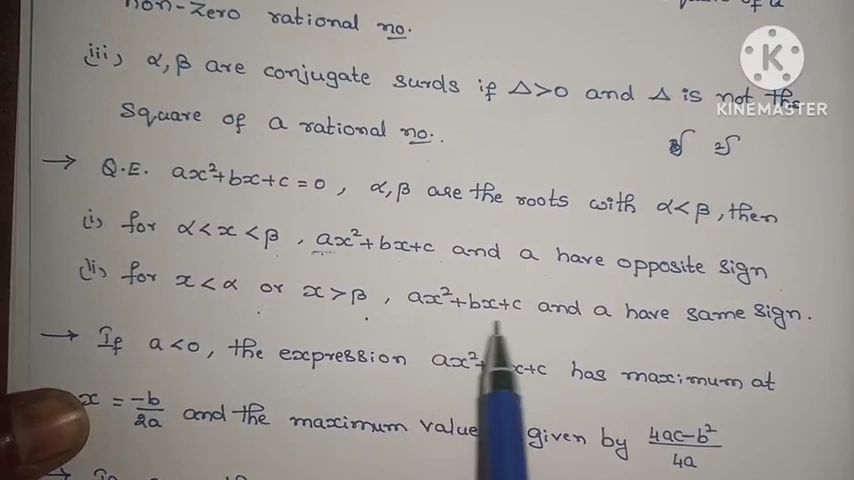 non-zero rational no.
(iii) α, β are conjugate surds if Δ>0 and Δ is not the
KINEMASTER
square of a rational no.
→ Q.E. ax²+bx+c=0, α, β are the roots with α<β, then
(i) for α<x<β, ax²+bx+c and a have opposite sign
(ii) for x<α or x>β, ax²+bx+c and a have same sign.
→ If a<0, the expression ax²+ x+c has maximum at
x = -b/2a and the maximum value given by 4ac-b²/4a